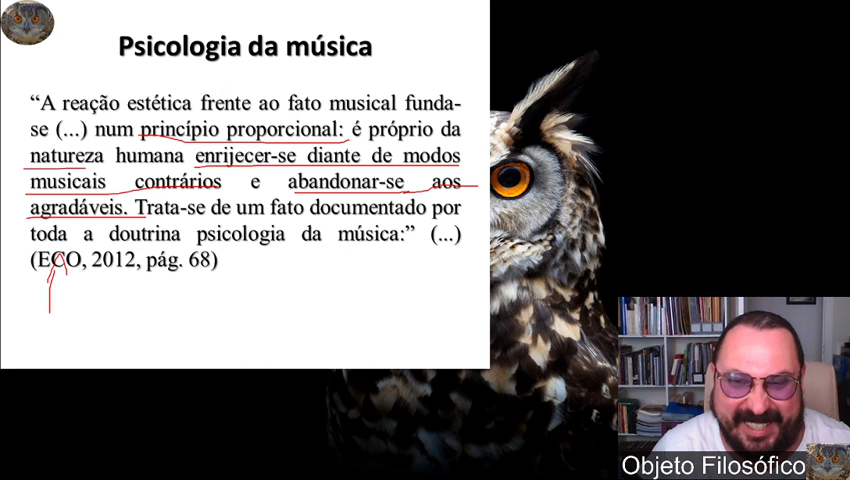 Psicologia da música
“A reação estética frente ao fato musical funda-
se (...) num princípio proporcional: é próprio da
natureza humana enrijecer-se diante de modos
musicais contrários e abandonar-se aos
agradáveis. Trata-se de um fato documentado por
toda a doutrina psicologia da música:” (...)
(ECO, 2012, pág. 68)
Objeto Filosófico